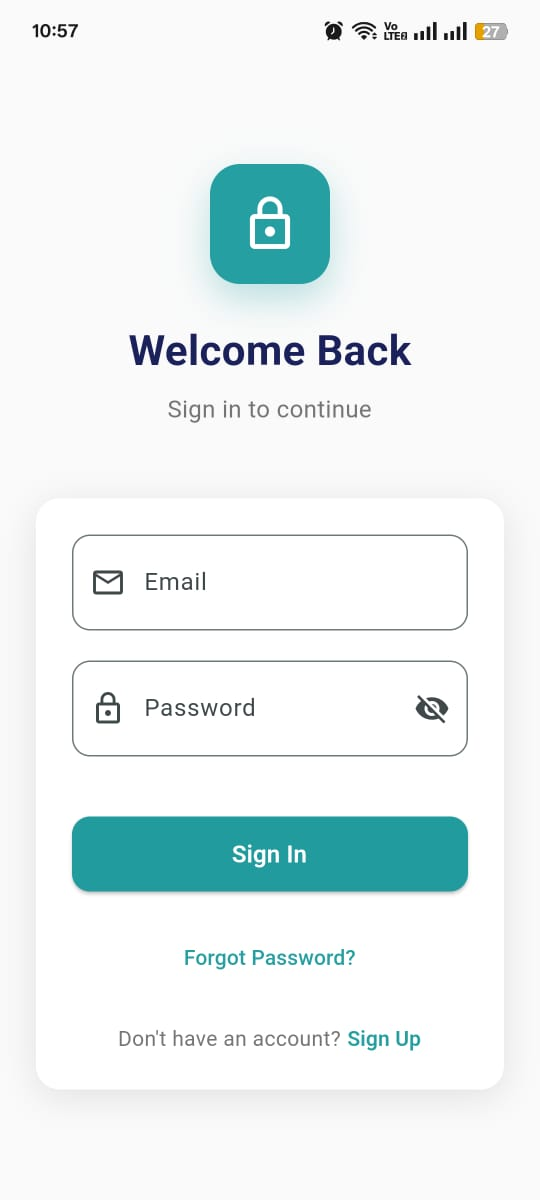 10:57
Vo
LTE2
27
Welcome Back
Sign in to continue
Email
Password
Sign In
Forgot Password?
Don't have an account? Sign Up